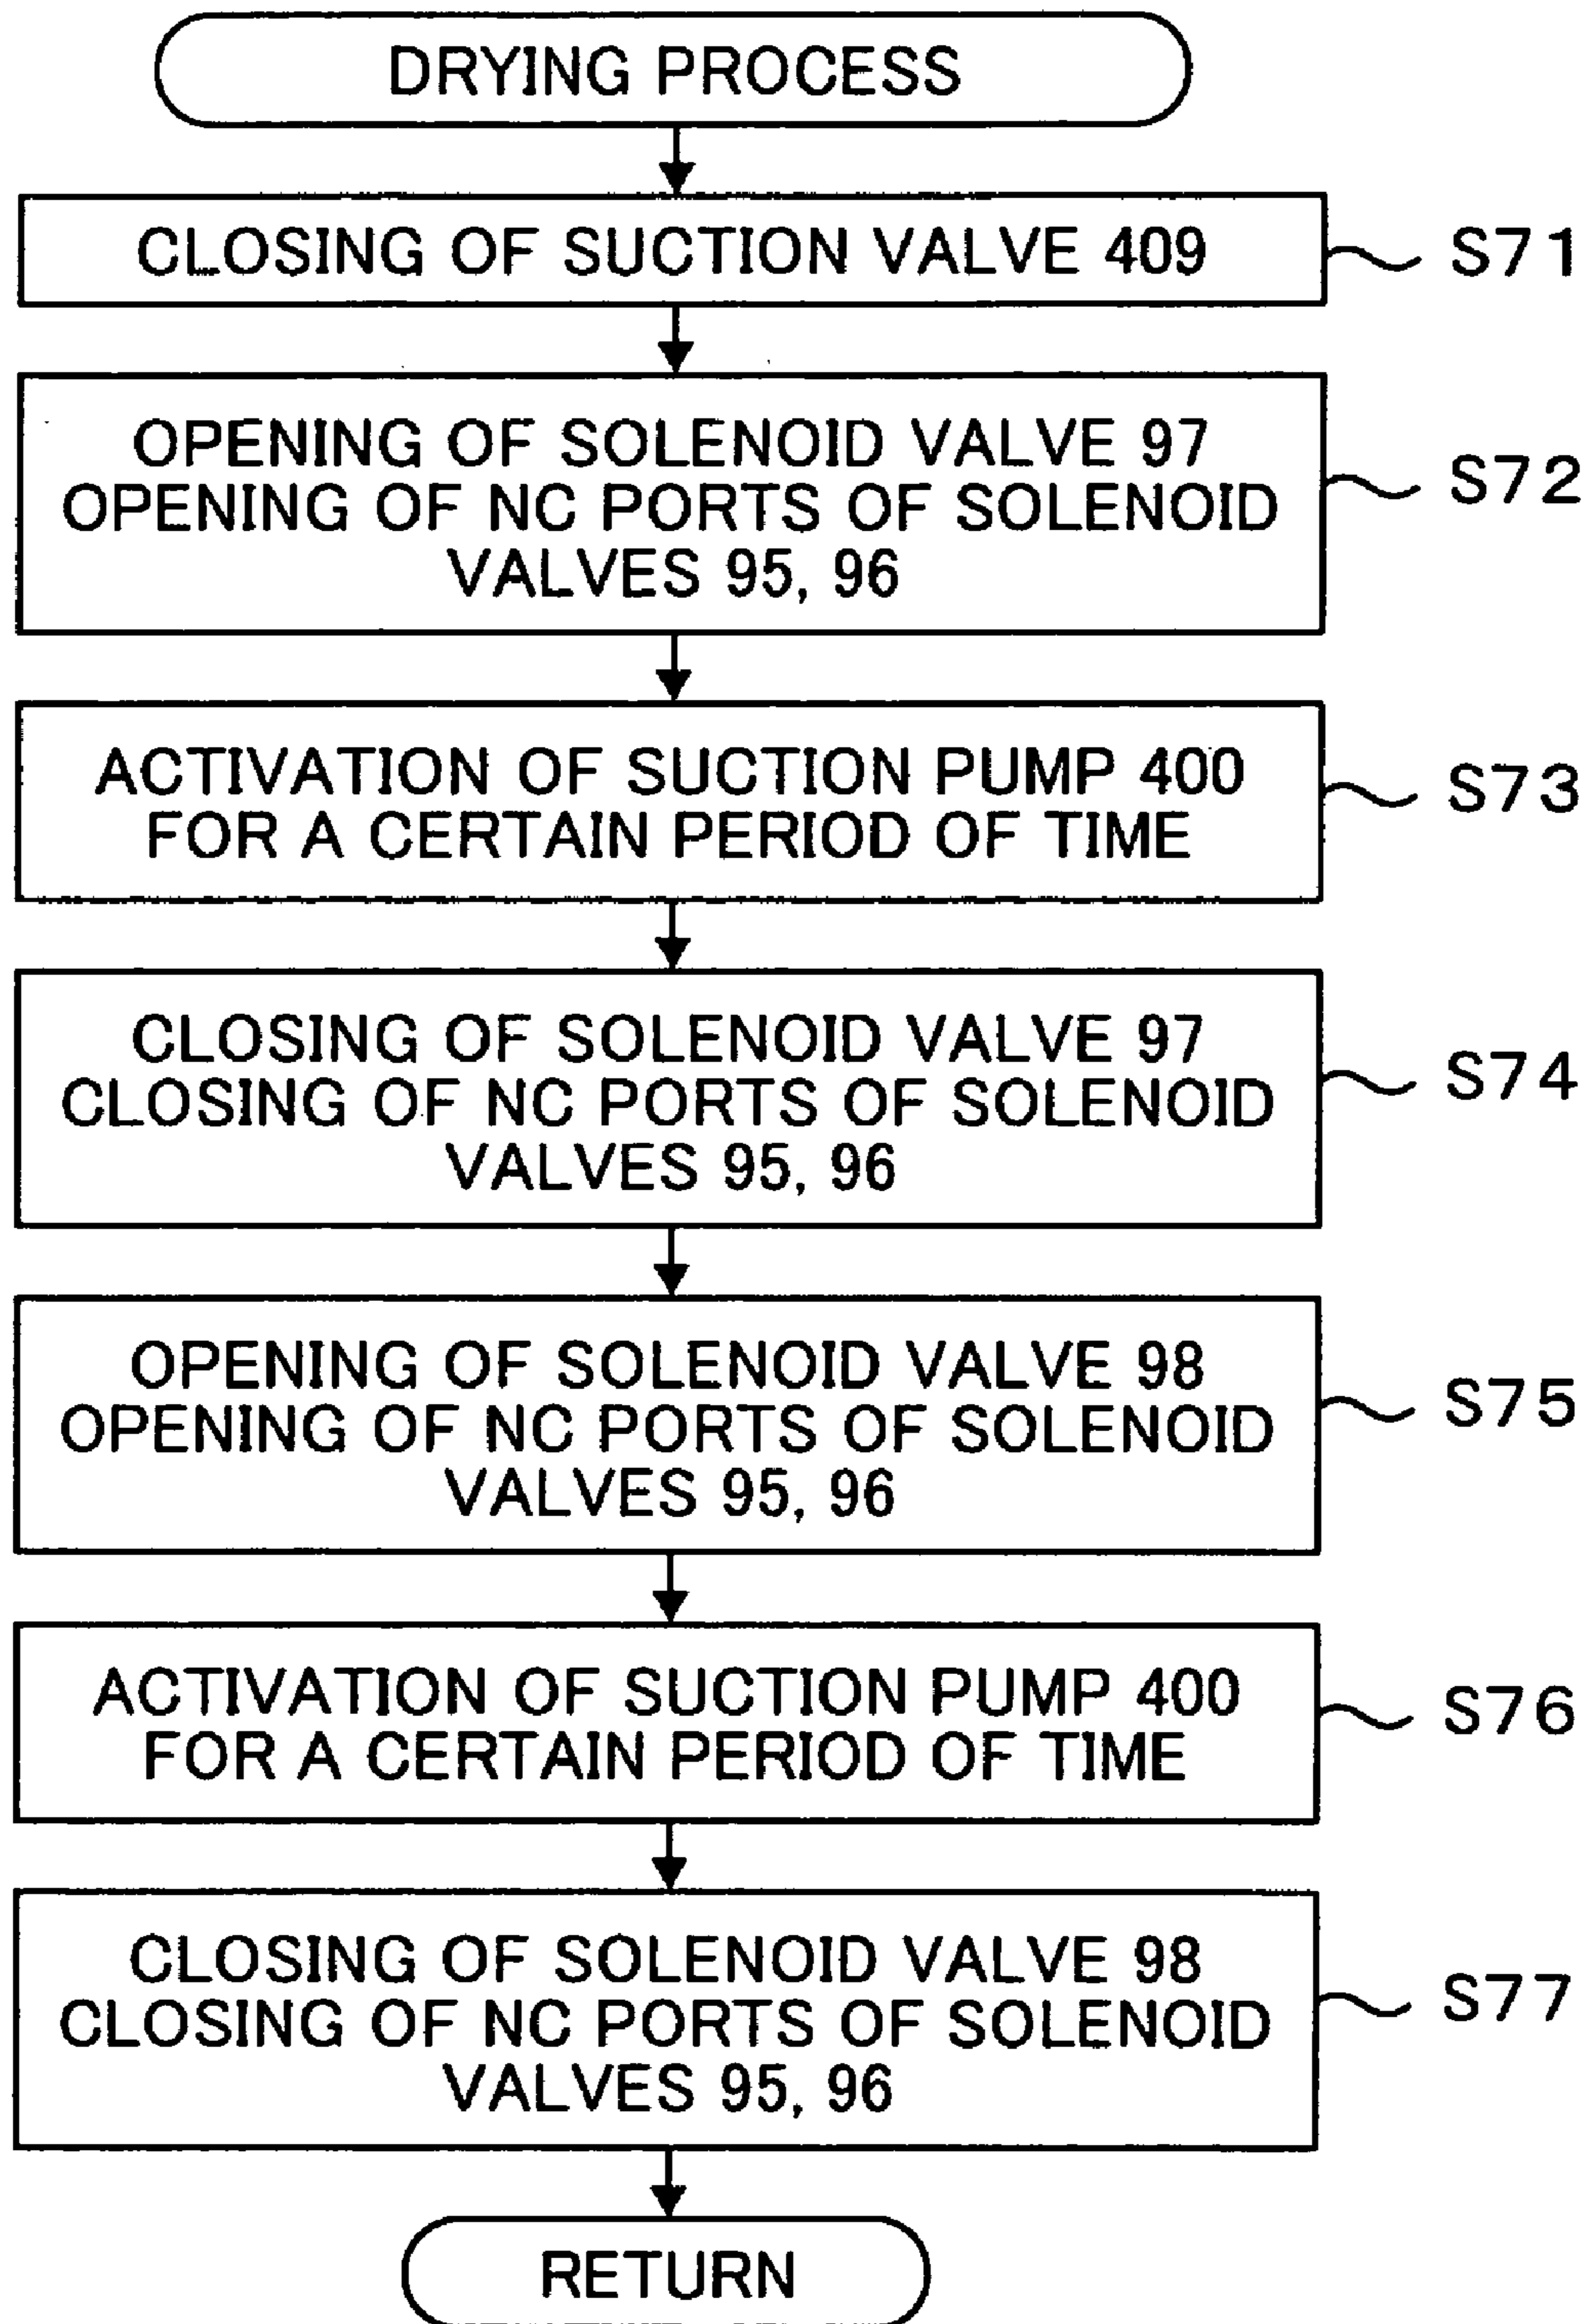 DRYING PROCESS
CLOSING OF SUCTION VALVE 409
S71
OPENING OF SOLENOID VALVE 97
OPENING OF NC PORTS OF SOLENOID
VALVES 95, 96
S72
ACTIVATION OF SUCTION PUMP 400
FOR A CERTAIN PERIOD OF TIME
S73
CLOSING OF SOLENOID VALVE 97
CLOSING OF NC PORTS OF SOLENOID
VALVES 95, 96
S74
OPENING OF SOLENOID VALVE 98
OPENING OF NC PORTS OF SOLENOID
VALVES 95, 96
S75
ACTIVATION OF SUCTION PUMP 400
FOR A CERTAIN PERIOD OF TIME
S76
CLOSING OF SOLENOID VALVE 98
CLOSING OF NC PORTS OF SOLENOID
VALVES 95, 96
S77
RETURN